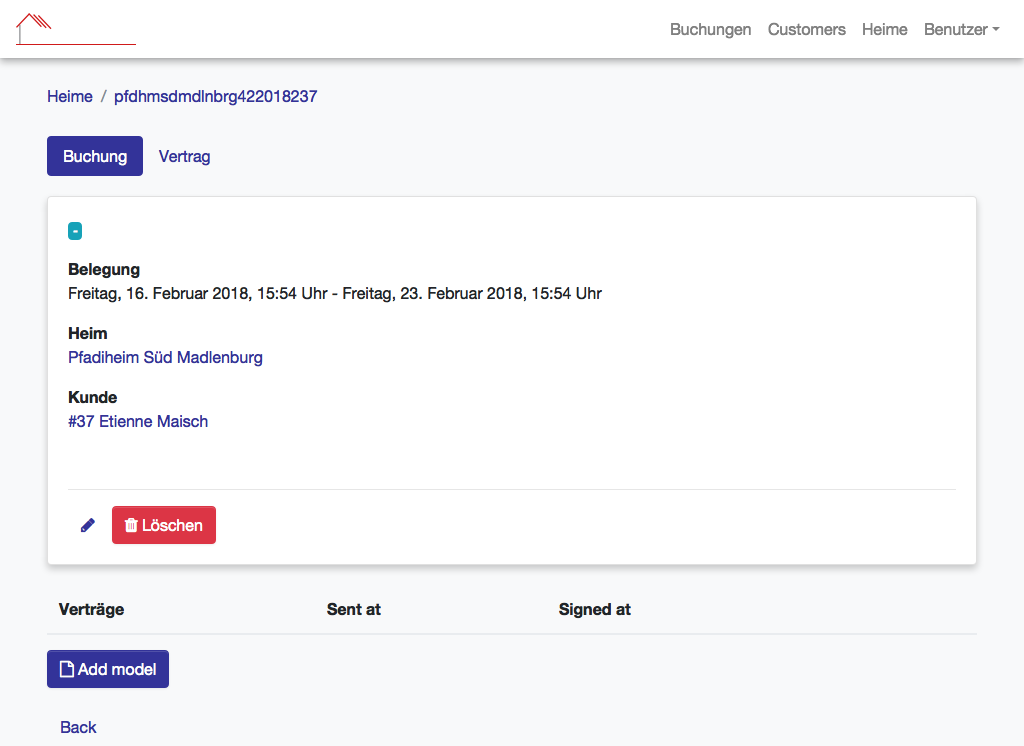 Buchungen Customers Heime Benutzer
Heime / pfdhmsdmdlnbrg422018237
Buchung Vertrag
-
Belegung
Freitag, 16. Februar 2018, 15:54 Uhr - Freitag, 23. Februar 2018, 15:54 Uhr
Heim
Pfadiheim Süd Madlenburg
Kunde
#37 Etienne Maisch
Löschen
Verträge Sent at Signed at
Add model
Back